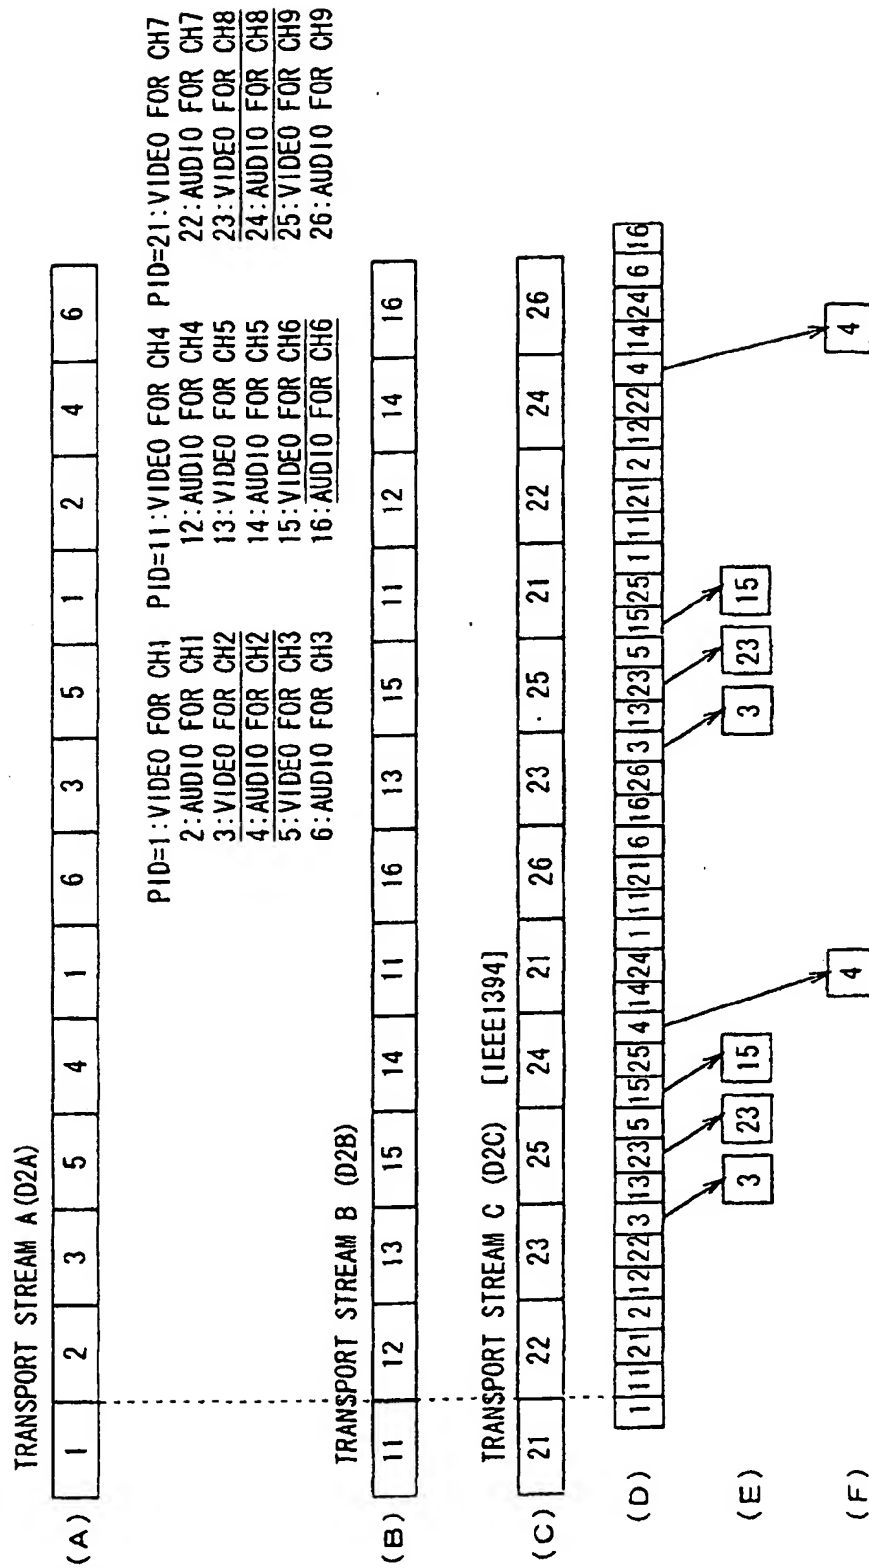 TRANSPORT STREAM A (D2A)
(A) 1 2 3 5 4 1 6 3 5 1 2 4 6
PID=1:VIDEO FOR CH1 PID=11:VIDEO FOR CH4 PID=21:VIDEO FOR CH7
2:AUDIO FOR CH1 12:AUDIO FOR CH4 22:AUDIO FOR CH7
3:VIDEO FOR CH2 13:VIDEO FOR CH5 23:VIDEO FOR CH8
4:AUDIO FOR CH2 14:AUDIO FOR CH5 24:AUDIO FOR CH8
5:VIDEO FOR CH3 15:VIDEO FOR CH6 25:VIDEO FOR CH9
6:AUDIO FOR CH3 16:AUDIO FOR CH6 26:AUDIO FOR CH9
TRANSPORT STREAM B (D2B)
(B) 11 12 13 15 14 11 16 13 15 11 12 14 16
TRANSPORT STREAM C (D2C) [IEEE1394]
(C) 21 22 23 25 24 21 26 23 25 21 22 24 26
(D) 1 11 21 2 12 22 3 13 23 5 15 25 4 14 24 1 11 21 6 16 26 3 13 23 5 15 25 1 11 21 2 12 22 4 14 24 6 16
(E) 3 23 15 3 23 15
(F) 4 4